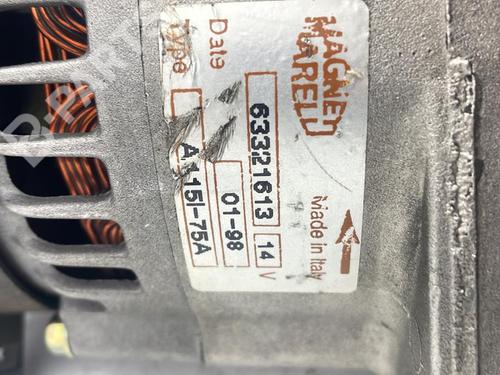 MAGNETI
MARELLI
Made in Italy
63321613 14 V
Date 01-98
Type A115I-75A